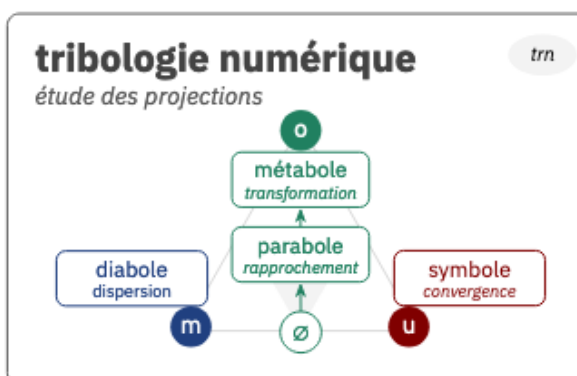 tribologie numérique
trn
étude des projections
o
métabole
transformation
parabole
rapprochement
diabole
dispersion
symbole
convergence
m
ø
u